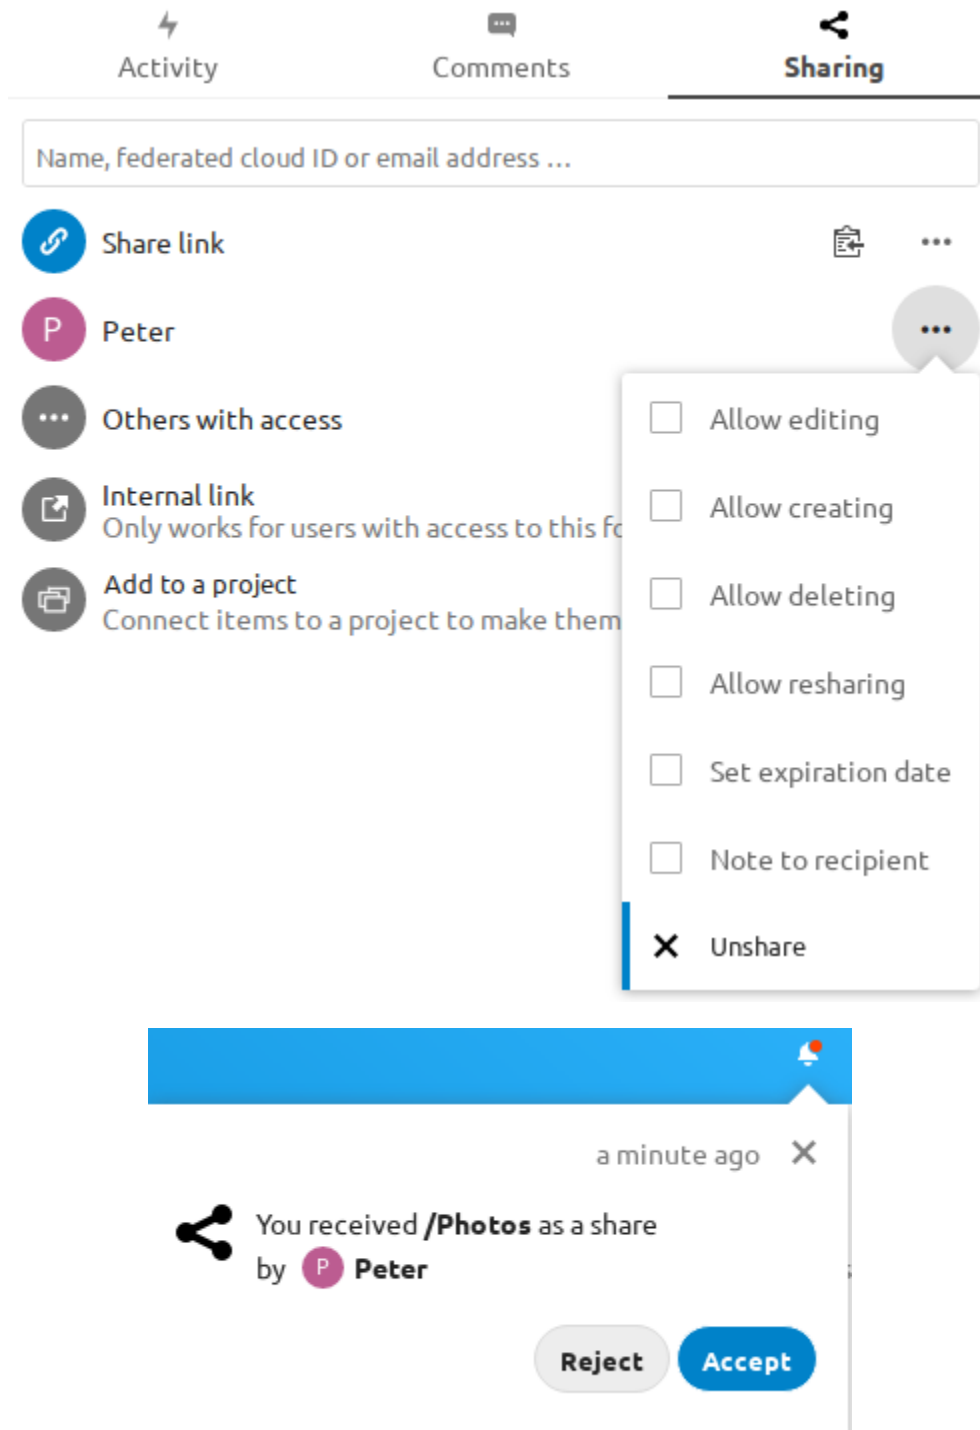 Activity
Comments
Sharing
Name, federated cloud ID or email address ...
Share link
P Peter
Others with access
Internal link
Only works for users with access to this
Add to a project
Connect items to a project to make them
Allow editing
Allow creating
Allow deleting
Allow resharing
Set expiration date
Note to recipient
Unshare
a minute ago
You received /Photos as a share
by P Peter
Reject
Accept